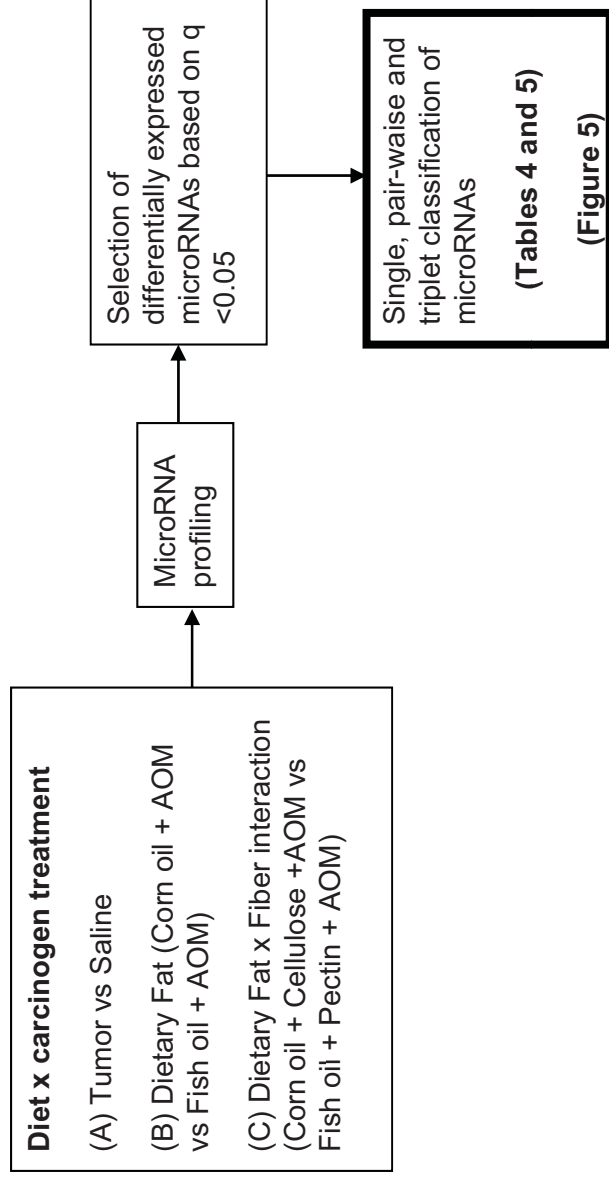 Diet x carcinogen treatment
(A) Tumor vs Saline
(B) Dietary Fat (Corn oil + AOM
vs Fish oil + AOM)
(C) Dietary Fat x Fiber interaction
(Corn oil + Cellulose +AOM vs
Fish oil + Pectin + AOM)
MicroRNA
profiling
Selection of
differentially expressed
microRNAs based on q
<0.05
Single, pair-waise and
triplet classification of
microRNAs
(Tables 4 and 5)
(Figure 5)